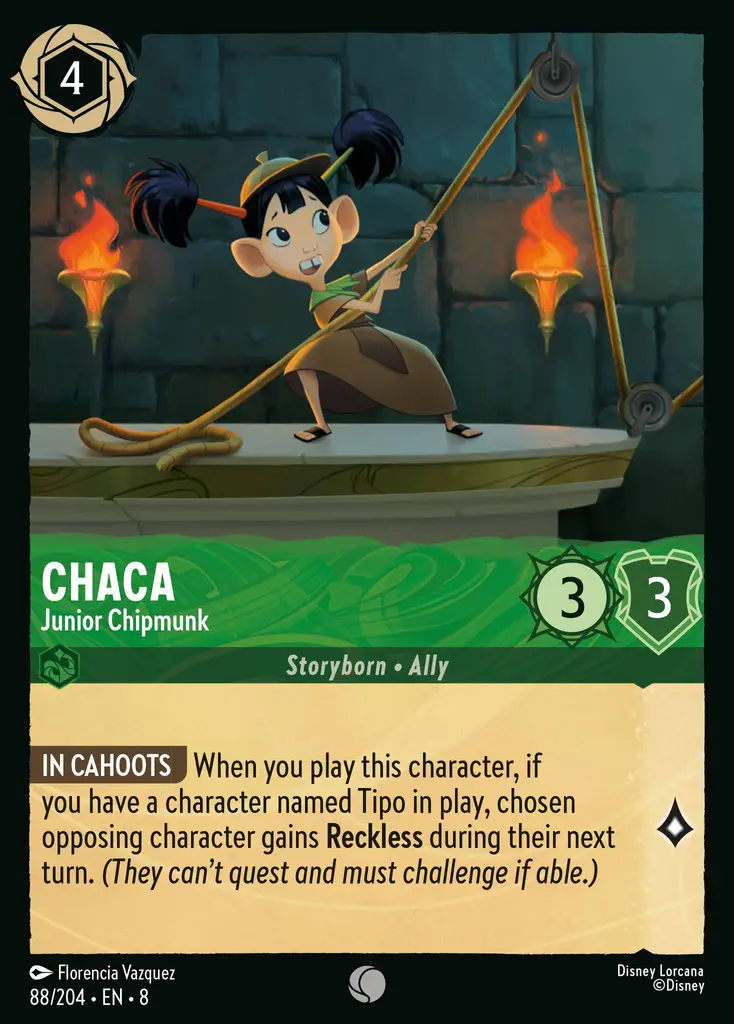 4
CHACA
Junior Chipmunk
3
3
Storyborn • Ally
IN CAHOOTS When you play this character, if
you have a character named Tipo in play, chosen
opposing character gains Reckless during their next
turn. (They can't quest and must challenge if able.)
Florencia Vazquez
88/204 • EN • 8
Disney Lorcana
©Disney